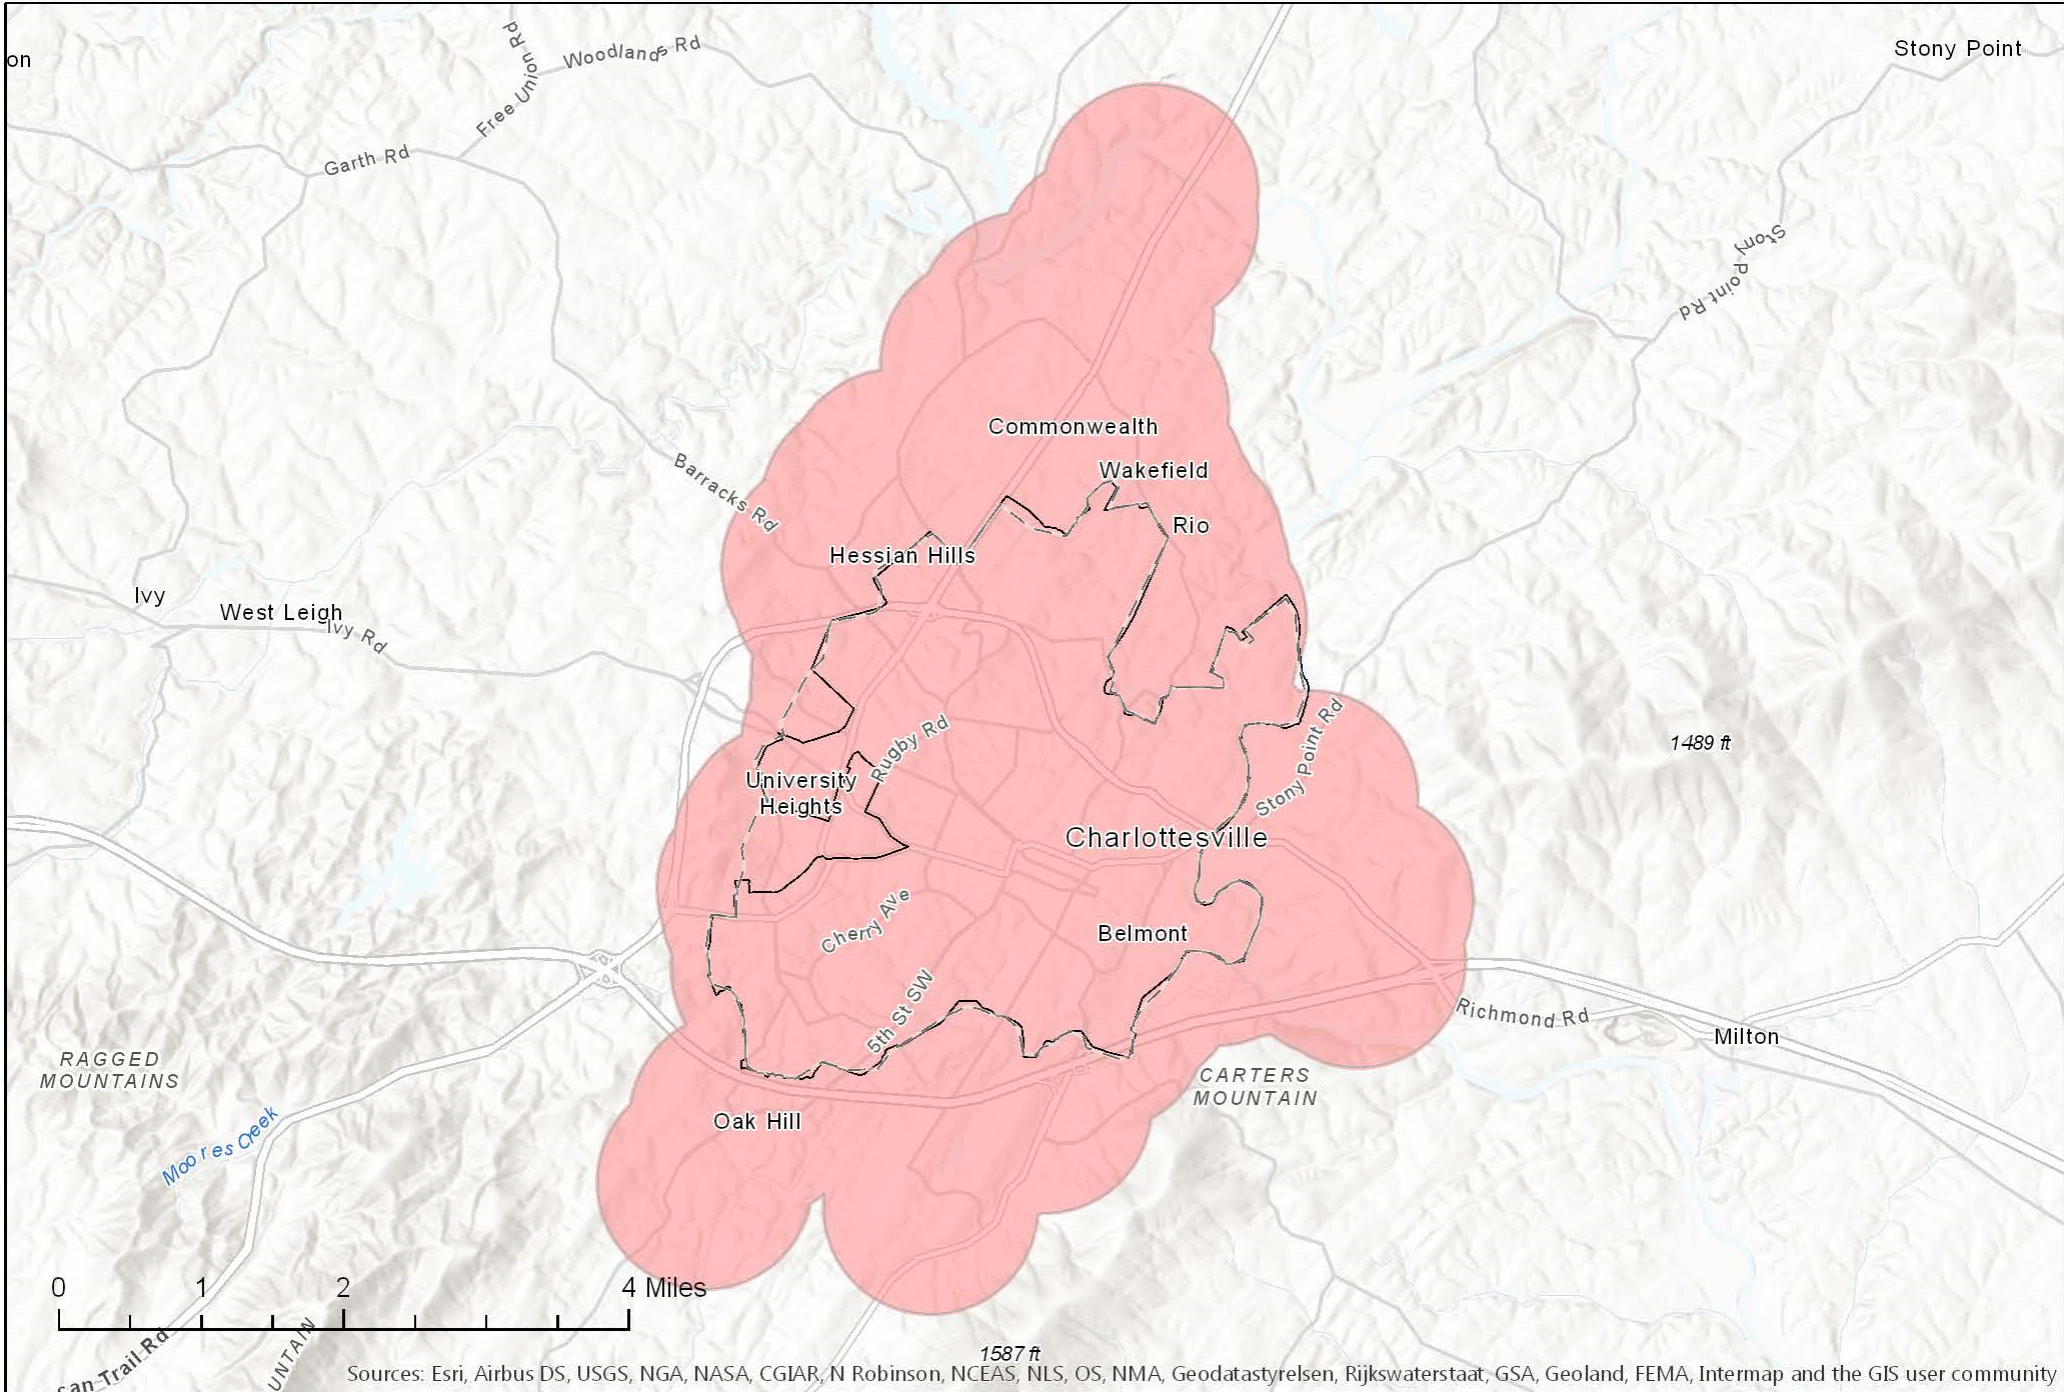 on
Free Union Rd
Woodlands Rd
Stony Point
Garth Rd
Stony Point Rd
Commonwealth
Barracks Rd
Wakefield
Rio
Hessian Hills
Ivy
West Leigh
Ivy Rd
Rugby Rd
Stony Point Rd
1489 ft
University
Heights
Charlottesville
Cherry Ave
Belmont
5th St SW
Richmond Rd
Milton
RAGGED
MOUNTAINS
CARTERS
MOUNTAIN
Moores Creek
Oak Hill
0 1 2 4 Miles
san Trail Rd
UNTAIN
1587 ft
Sources: Esri, Airbus DS, USGS, NGA, NASA, CGIAR, N Robinson, NCEAS, NLS, OS, NMA, Geodatastyrelsen, Rijkswaterstaat, GSA, Geoland, FEMA, Intermap and the GIS user community